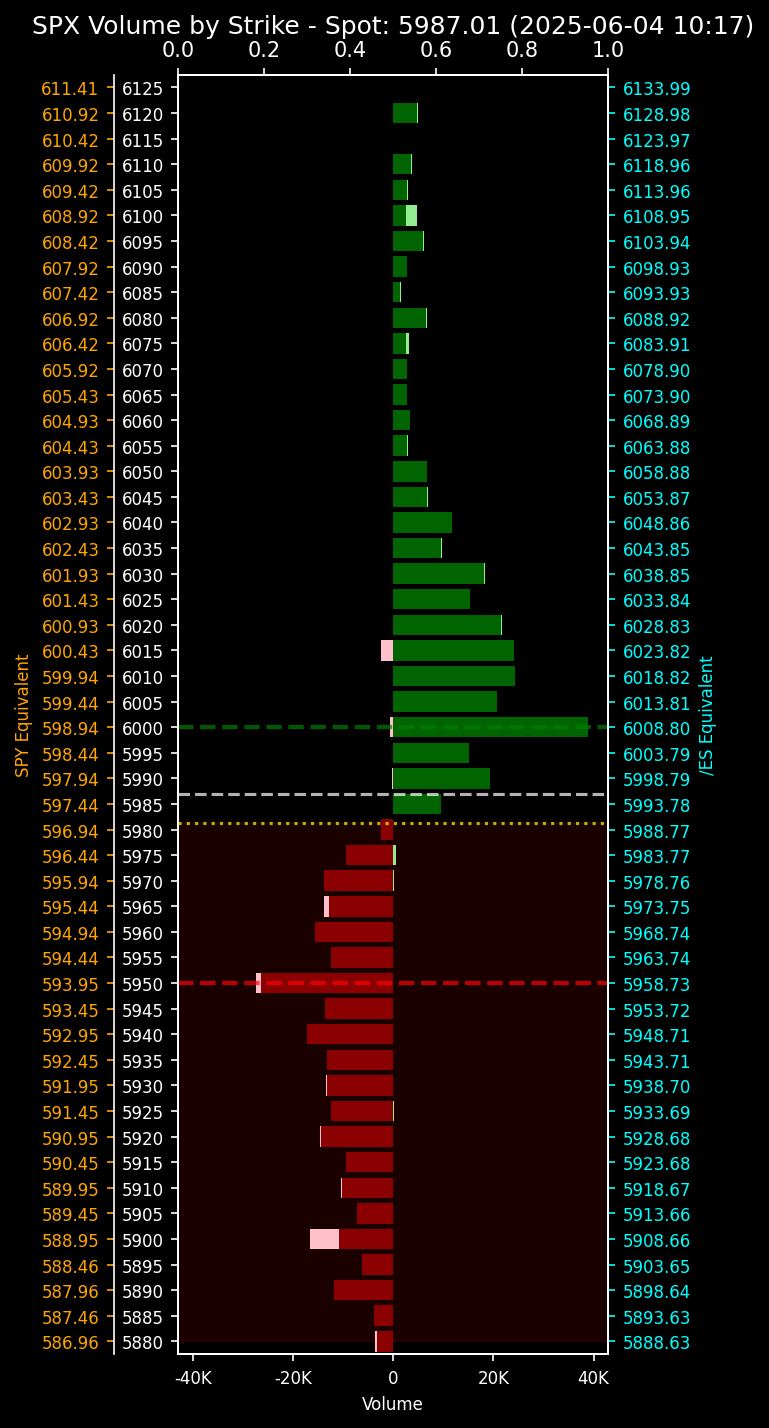 SPX Volume by Strike - Spot: 5987.01 (2025-06-04 10:17)
0.0 0.2 0.4 0.6 0.8 1.0
611.41 6125 6133.99
610.92 6120 6128.98
610.42 6115 6123.97
609.92 6110 6118.96
609.42 6105 6113.96
608.92 6100 6108.95
608.42 6095 6103.94
607.92 6090 6098.93
607.42 6085 6093.93
606.92 6080 6088.92
606.42 6075 6083.91
605.92 6070 6078.90
605.43 6065 6073.90
604.93 6060 6068.89
604.43 6055 6063.88
603.93 6050 6058.88
603.43 6045 6053.87
602.93 6040 6048.86
602.43 6035 6043.85
601.93 6030 6038.85
601.43 6025 6033.84
600.93 6020 6028.83
600.43 6015 6023.82
599.94 6010 6018.82
599.44 6005 6013.81
598.94 6000 6008.80
598.44 5995 6003.79
597.94 5990 5998.79
597.44 5985 5993.78
596.94 5980 5988.77
596.44 5975 5983.77
595.94 5970 5978.76
595.44 5965 5973.75
594.94 5960 5968.74
594.44 5955 5963.74
593.95 5950 5958.73
593.45 5945 5953.72
592.95 5940 5948.71
592.45 5935 5943.71
591.95 5930 5938.70
591.45 5925 5933.69
590.95 5920 5928.68
590.45 5915 5923.68
589.95 5910 5918.67
589.45 5905 5913.66
588.95 5900 5908.66
588.46 5895 5903.65
587.96 5890 5898.64
587.46 5885 5893.63
586.96 5880 5888.63
SPY Equivalent
/ES Equivalent
-40K -20K 0 20K 40K
Volume